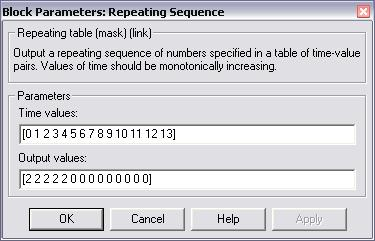 Block Parameters: Repeating Sequence
Repeating table (mask) (link)
Output a repeating sequence of numbers specified in a table of time-value
pairs. Values of time should be monotonically increasing.
Parameters
Time values:
[0 1 2 3 4 5 6 7 8 9 10 11 12 13]
Output values:
[2 2 2 2 2 0 0 0 0 0 0 0 0 0]
OK Cancel Help Apply